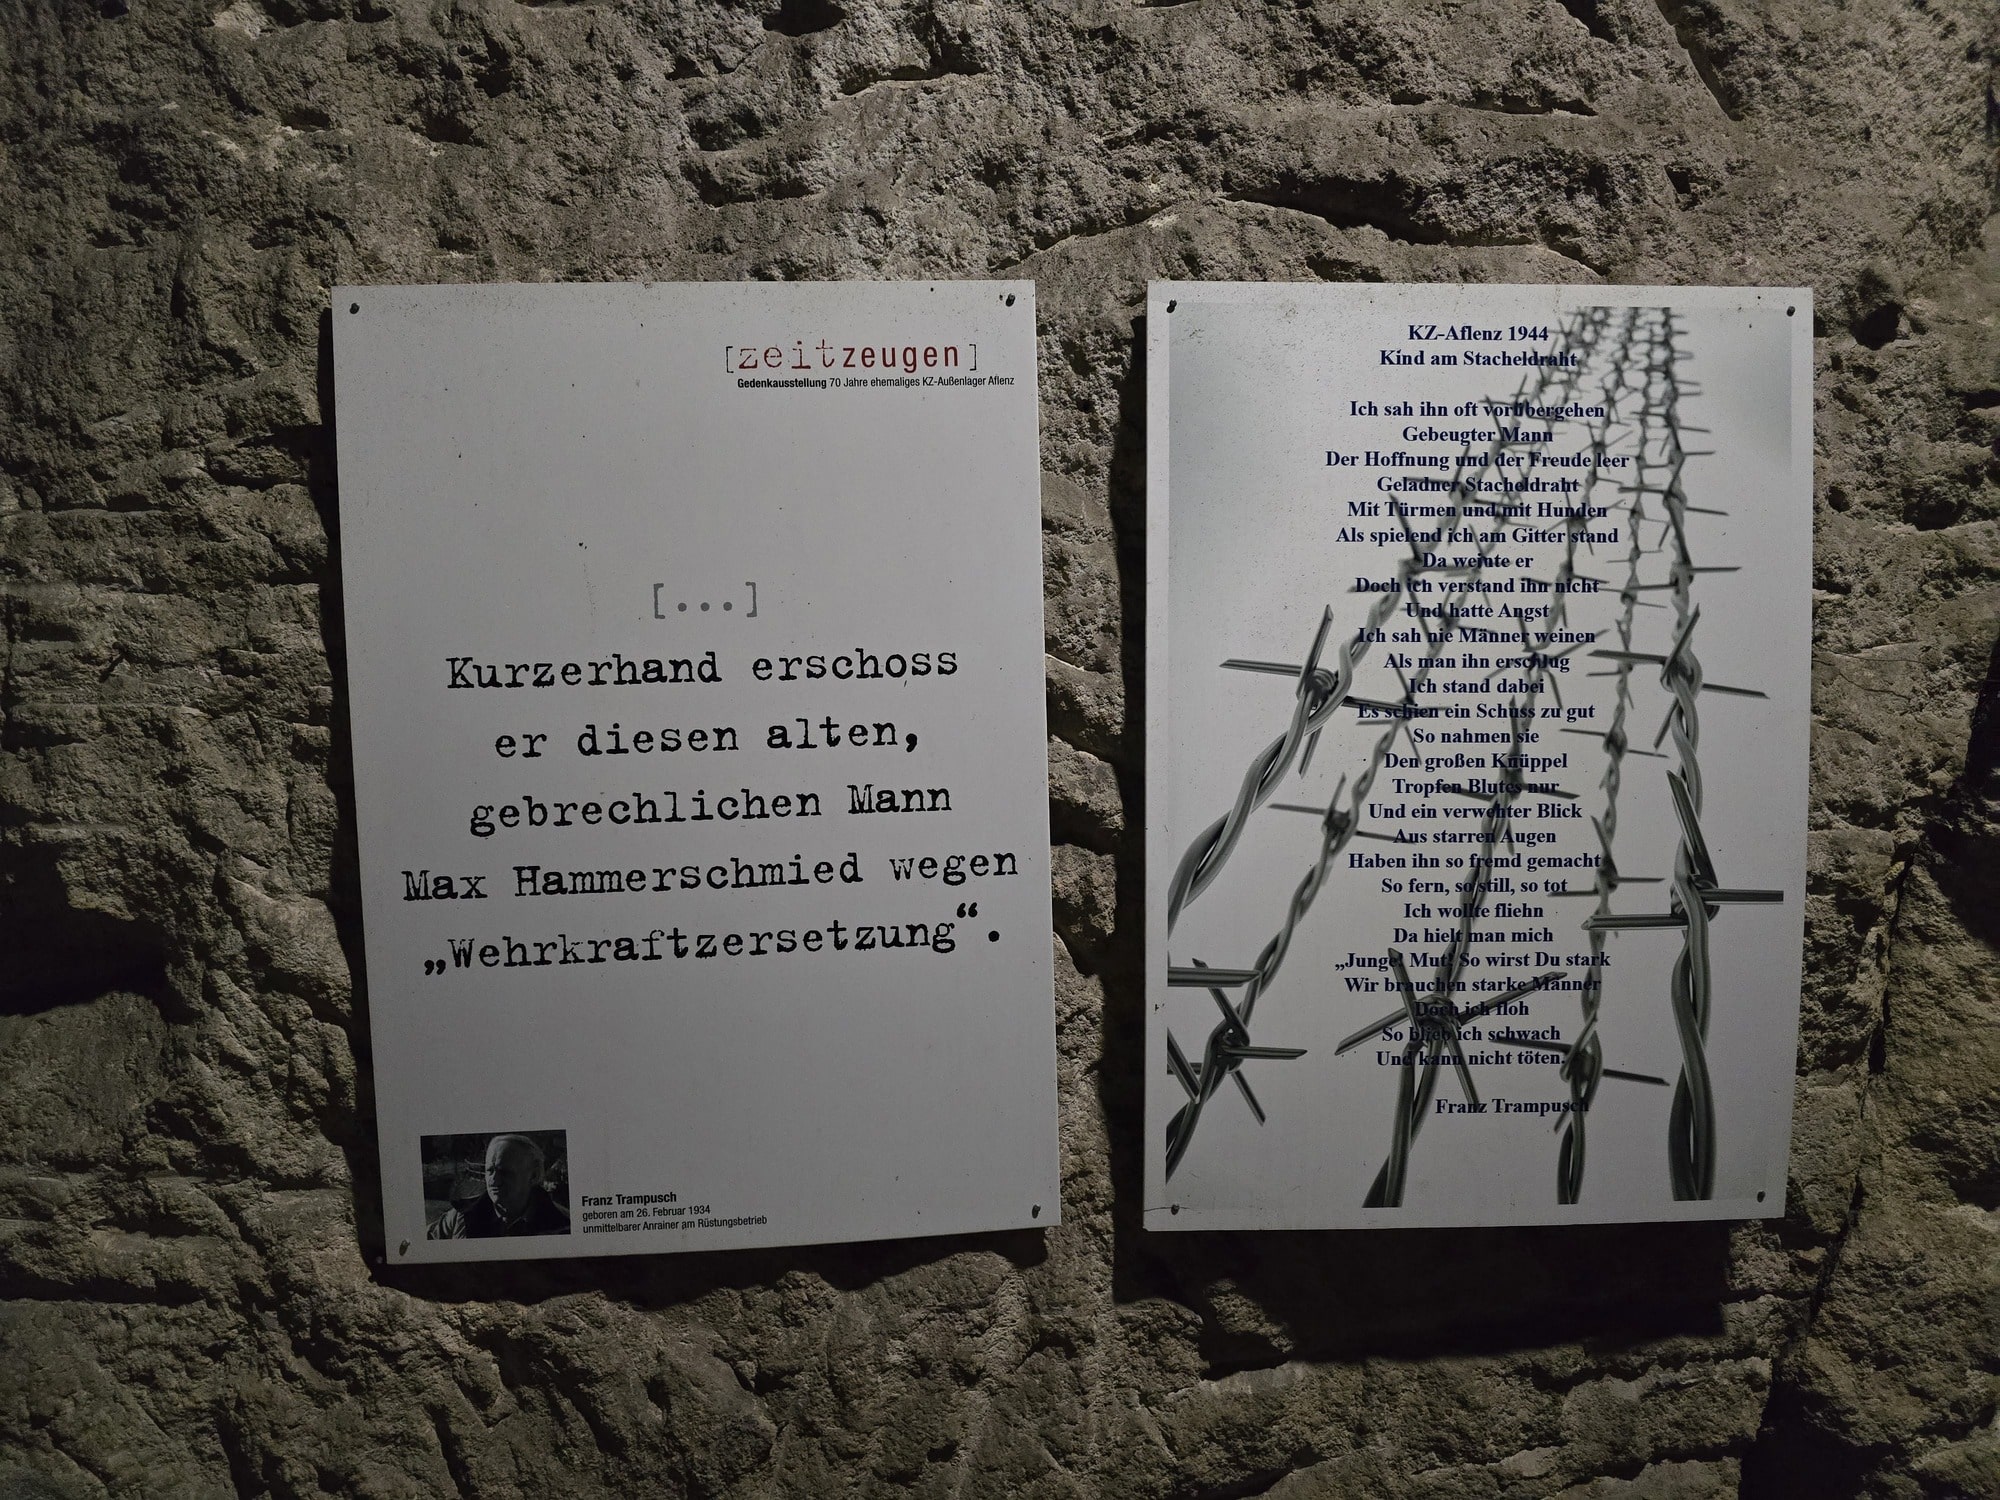 [zeitzeugen]
Gedenkausstellung 70 Jahre ehemaliges KZ-Außenlager Aflenz
[...]
Kurzerhand erschoss
er diesen alten,
gebrechlichen Mann
Max Hammerschmied wegen
„Wehrkraftzersetzung“.
Franz Trampusch
geboren am 26. Februar 1934
unmittelbarer Anrainer am Rüstungsbetrieb
KZ-Aflenz 1944
Kind am Stacheldraht
Ich sah ihn oft vorübergehen
Gebeugter Mann
Der Hoffnung und der Freude leer
Geladner Stacheldraht
Mit Türmen und mit Hunden
Als spielend ich am Gitter stand
Da weinte er
Doch ich verstand ihn nicht
Und hatte Angst
Ich sah nie Männer weinen
Als man ihn erschlug
Ich stand dabei
Es schien ein Schuss zu gut
So nahmen sie
Den großen Knüppel
Tropfen Blutes nur
Und ein verwehter Blick
Aus starren Augen
Haben ihn so fremd gemacht
So fern, so still, so tot
Ich wollte fliehn
Da hielt man mich
„Junge! Mut! So wirst Du stark
Wir brauchen starke Männer
Doch ich floh
So blieb ich schwach
Und kann nicht töten.
Franz Trampusch